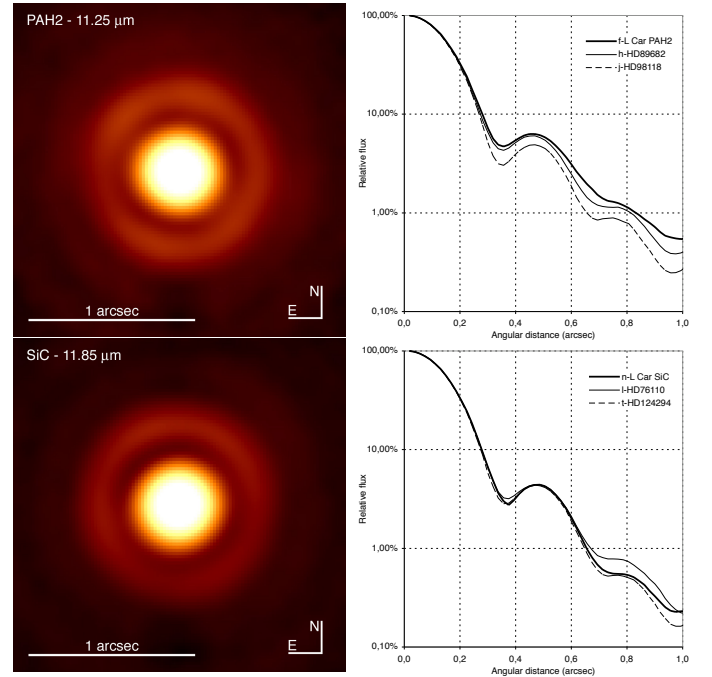 PAH2 - 11.25 µm
N
E
1 arcsec
100,00%
10,00%
1,00%
0,10%
Relative flux
f-L Car PAH2
h-HD89682
j-HD98118
0,0 0,2 0,4 0,6 0,8 1,0
Angular distance (arcsec)
SiC - 11.85 µm
N
E
1 arcsec
100,00%
10,00%
1,00%
0,10%
Relative flux
n-L Car SiC
l-HD76110
t-HD124294
0,0 0,2 0,4 0,6 0,8 1,0
Angular distance (arcsec)